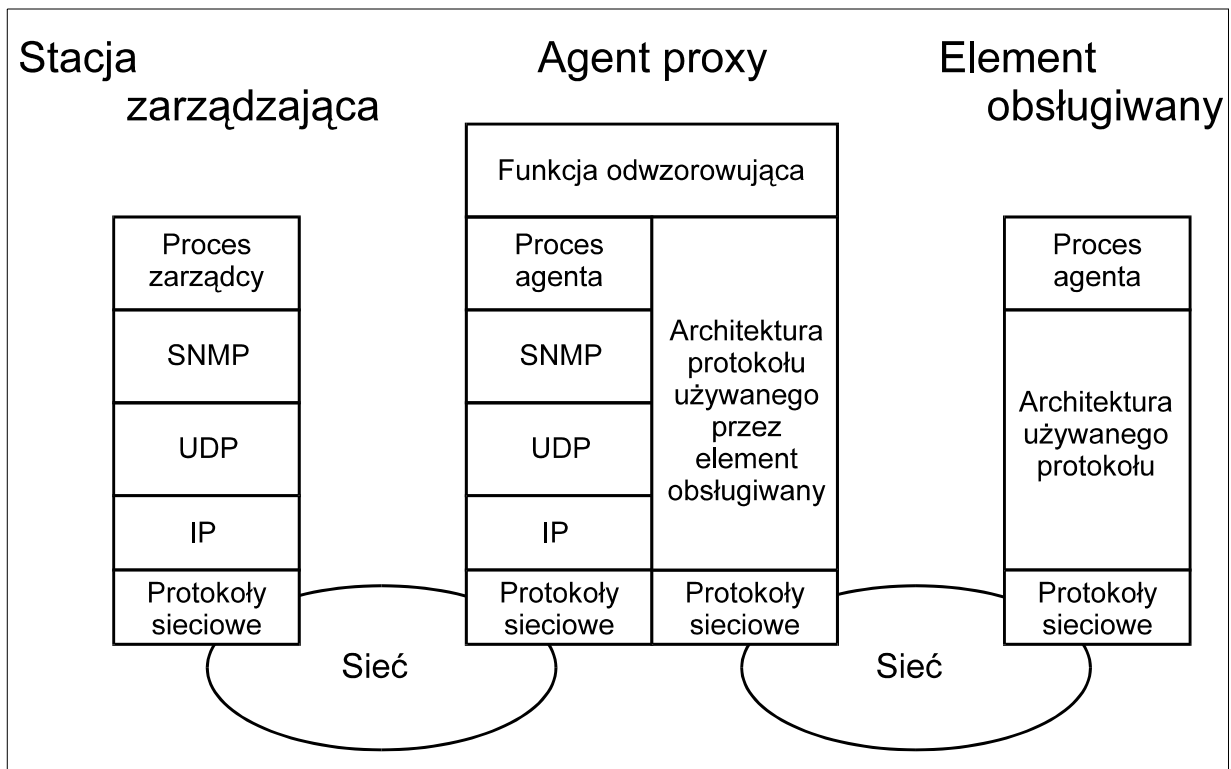 Stacja
zarządzająca
Agent proxy
Element
obsługiwany
Funkcja odwzorowująca
Proces
zarządcy
SNMP
UDP
IP
Protokoły
sieciowe
Proces
agenta
SNMP
UDP
IP
Protokoły
sieciowe
Architektura
protokołu
używanego
przez
element
obsługiwany
Protokoły
sieciowe
Proces
agenta
Architektura
używanego
protokołu
Protokoły
sieciowe
Sieć
Sieć